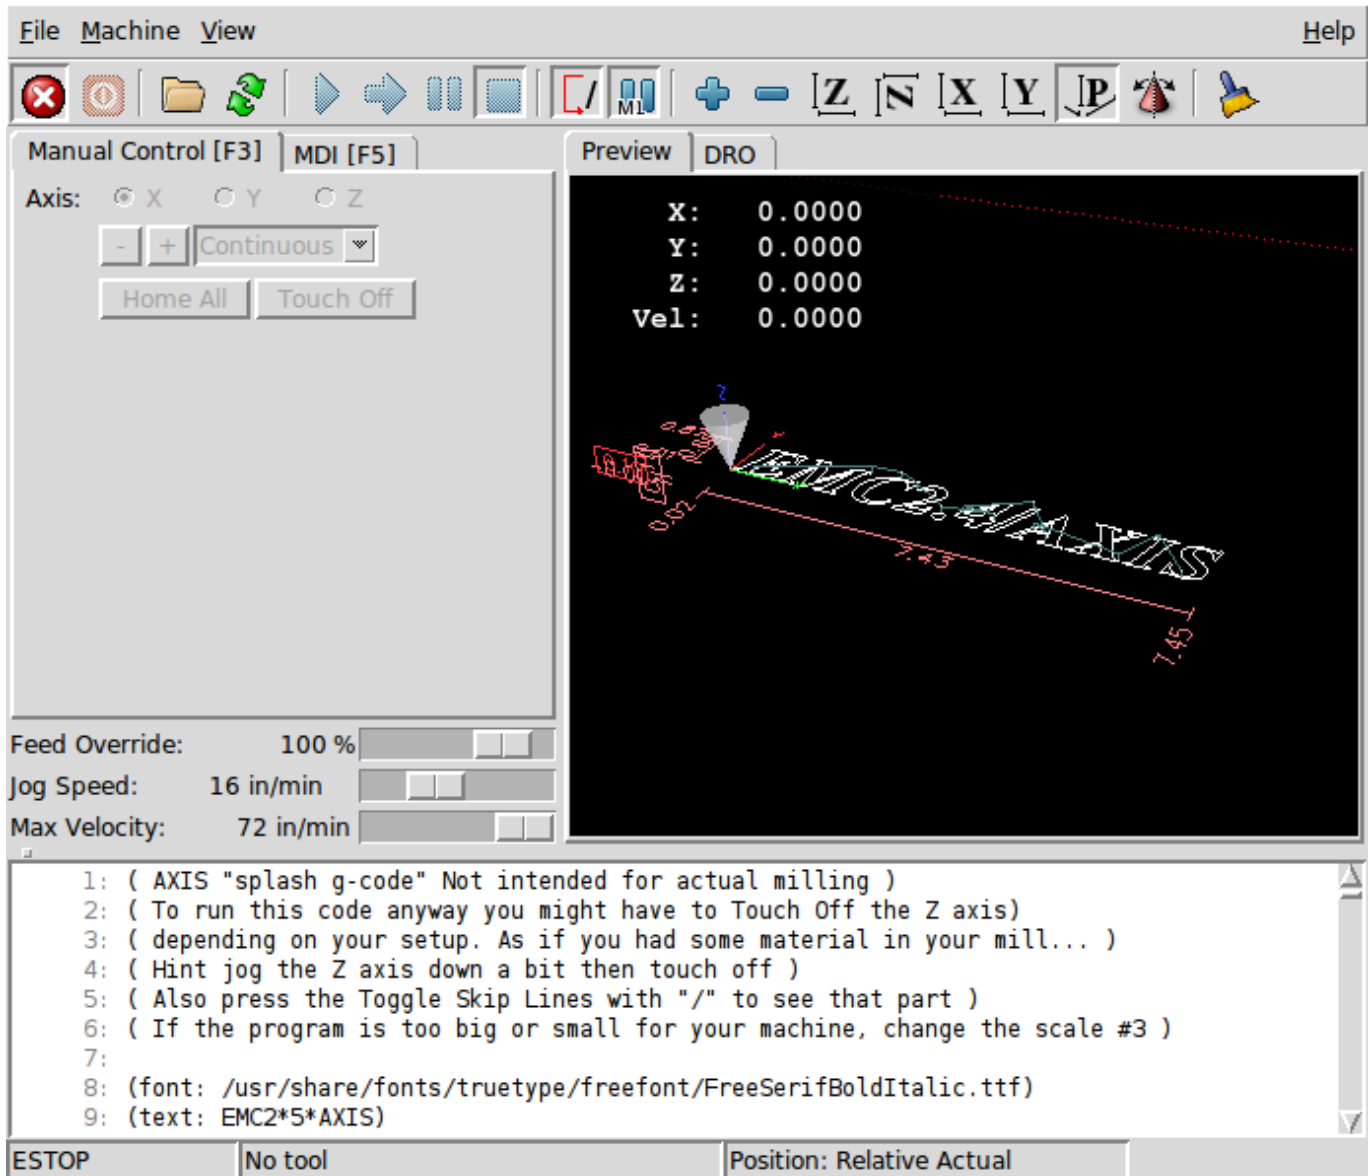 File Machine View Help
M1 Z N X Y P
Manual Control [F3] MDI [F5] Preview DRO
Axis: X Y Z
- + Continuous
Home All Touch Off
X: 0.0000
Y: 0.0000
Z: 0.0000
Vel: 0.0000
Z
EMC2.4/AXIS
0.02
7.43
7.45
Feed Override: 100 %
Jog Speed: 16 in/min
Max Velocity: 72 in/min
1: ( AXIS "splash g-code" Not intended for actual milling )
2: ( To run this code anyway you might have to Touch Off the Z axis)
3: ( depending on your setup. As if you had some material in your mill... )
4: ( Hint jog the Z axis down a bit then touch off )
5: ( Also press the Toggle Skip Lines with "/" to see that part )
6: ( If the program is too big or small for your machine, change the scale #3 )
7:
8: (font: /usr/share/fonts/truetype/freefont/FreeSerifBoldItalic.ttf)
9: (text: EMC2*5*AXIS)
ESTOP No tool Position: Relative Actual